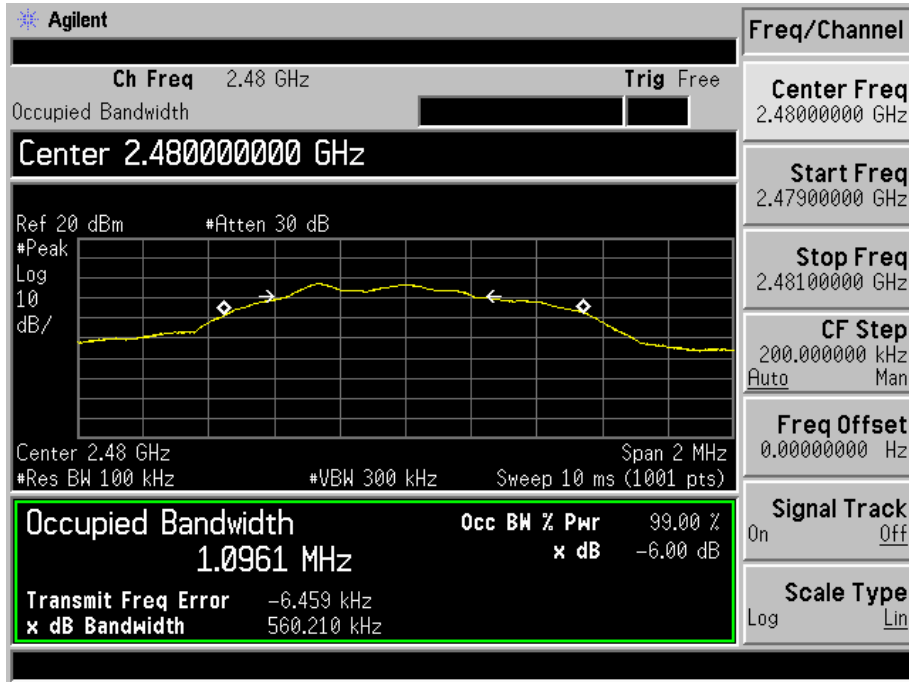 Agilent
Ch Freq 2.48 GHz Trig Free
Occupied Bandwidth
Center 2.480000000 GHz
Ref 20 dBm #Atten 30 dB
#Peak
Log
10
dB/
Center 2.48 GHz Span 2 MHz
#Res BW 100 kHz #VBW 300 kHz Sweep 10 ms (1001 pts)
Occupied Bandwidth
1.0961 MHz
Occ BW % Pwr 99.00 %
x dB -6.00 dB
Transmit Freq Error -6.459 kHz
x dB Bandwidth 560.210 kHz
Freq/Channel
Center Freq
2.48000000 GHz
Start Freq
2.47900000 GHz
Stop Freq
2.48100000 GHz
CF Step
200.000000 kHz
Auto Man
Freq Offset
0.00000000 Hz
Signal Track
On Off
Scale Type
Log Lin